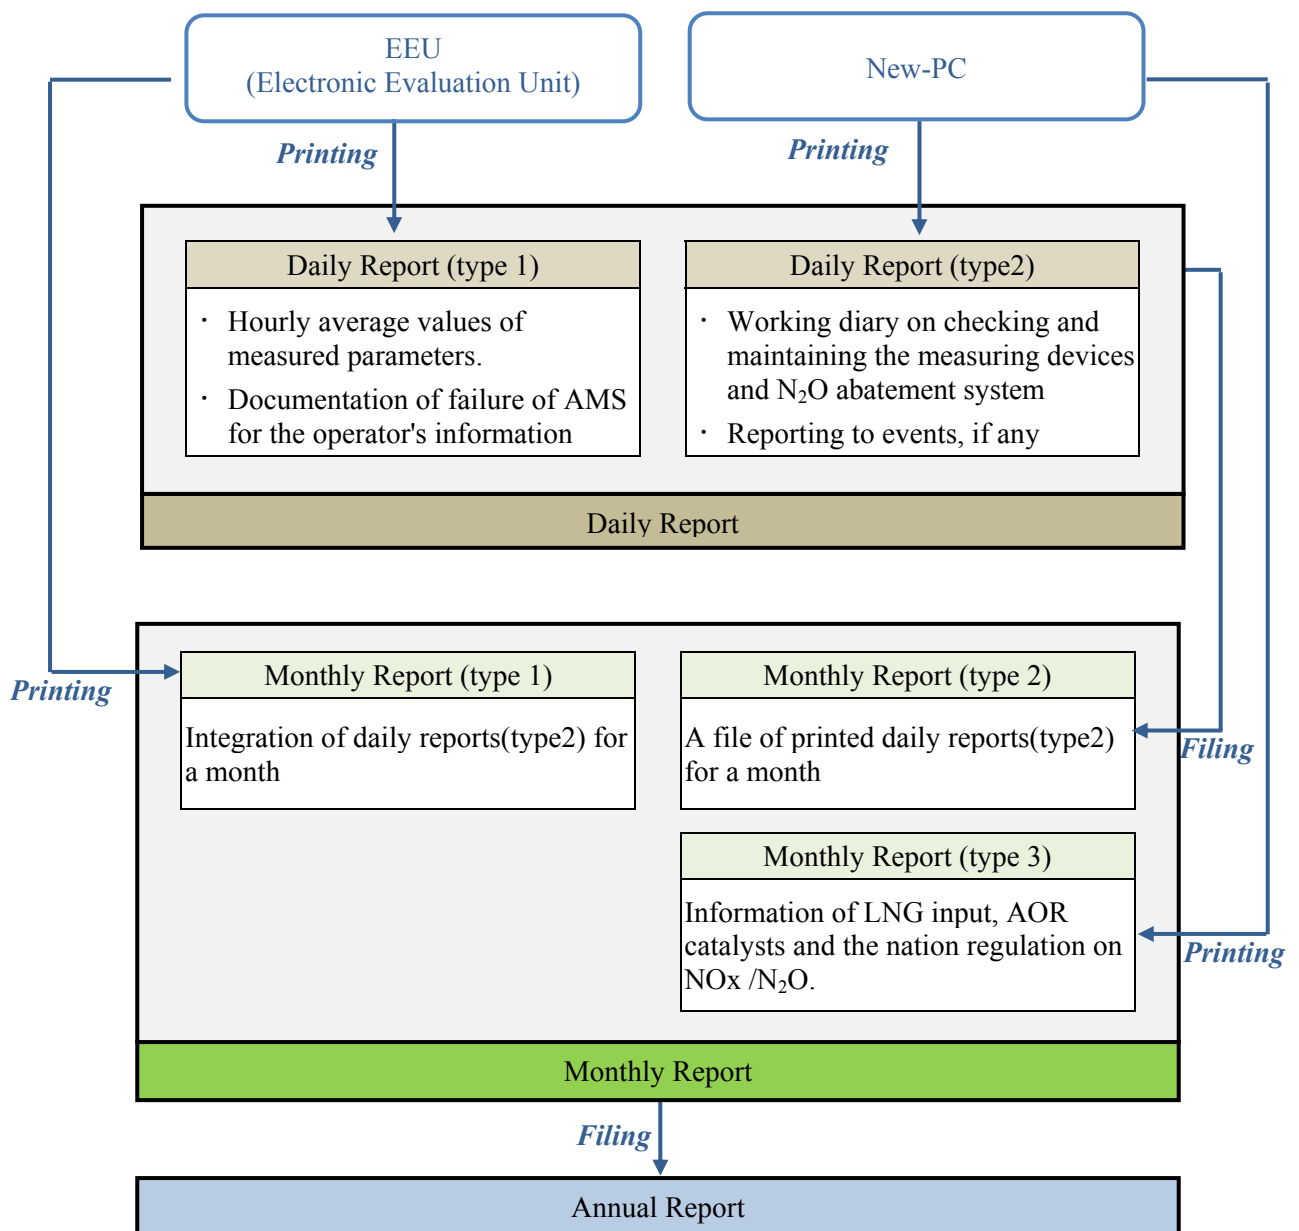 EEU
(Electronic Evaluation Unit)
New-PC
Printing
Printing
Daily Report (type 1)
· Hourly average values of
measured parameters.
· Documentation of failure of AMS
for the operator's information
Daily Report (type2)
· Working diary on checking and
maintaining the measuring devices
and N₂O abatement system
· Reporting to events, if any
Daily Report
Printing
Monthly Report (type 1)
Integration of daily reports(type2) for
a month
Monthly Report (type 2)
A file of printed daily reports(type2)
for a month
Filing
Monthly Report (type 3)
Information of LNG input, AOR
catalysts and the nation regulation on
NOx /N₂O.
Printing
Monthly Report
Filing
Annual Report